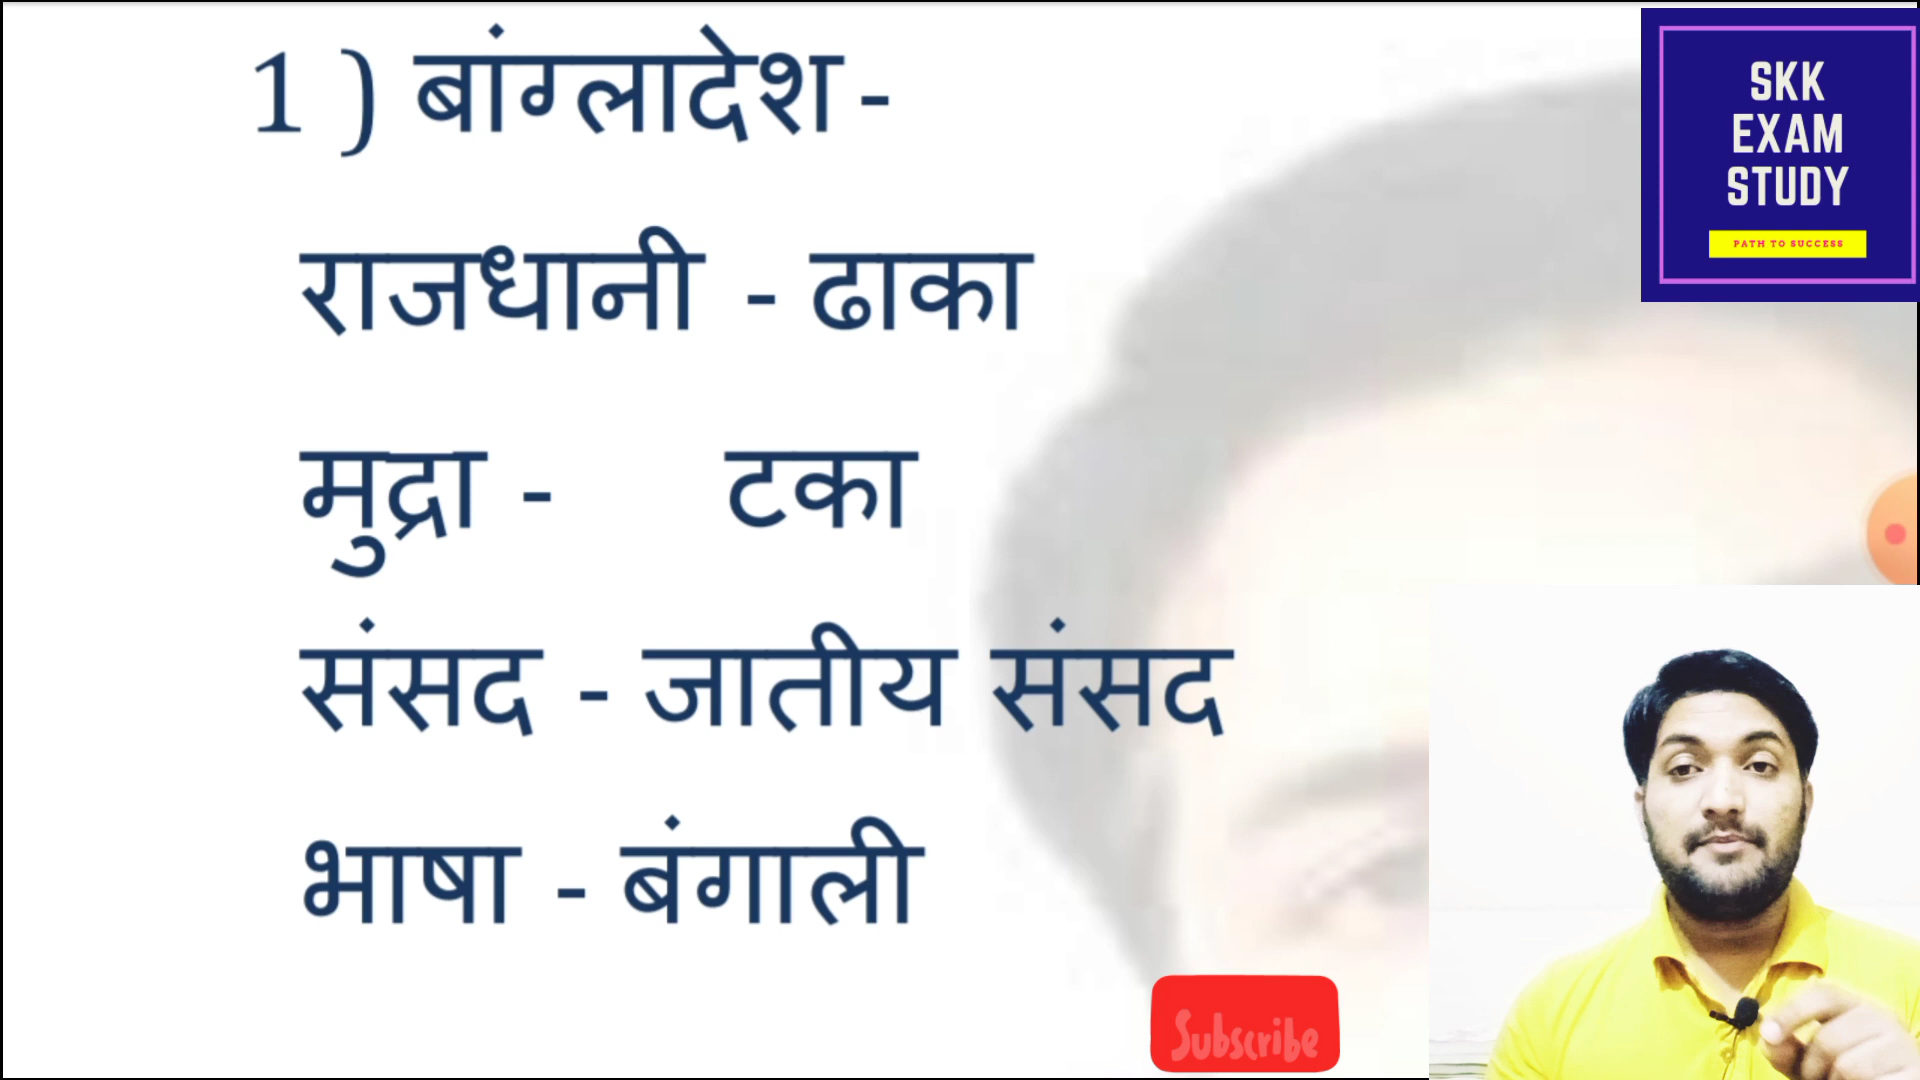 1 ) बांग्लादेश -
राजधानी - ढाका
मुद्रा - टका
संसद - जातीय संसद
भाषा - बंगाली
SKK
EXAM
STUDY
PATH TO SUCCESS
Subscribe